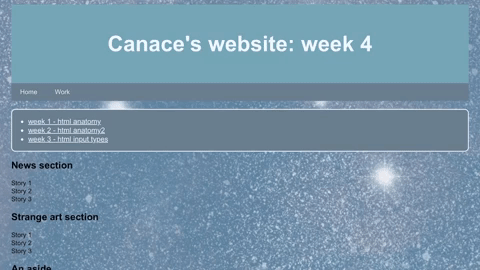 Canace's website: week 4
Home Work
week 1 - html anatomy
week 2 - html anatomy2
week 3 - html input types
News section
Story 1
Story 2
Story 3
Strange art section
Story 1
Story 2
Story 3
An aside